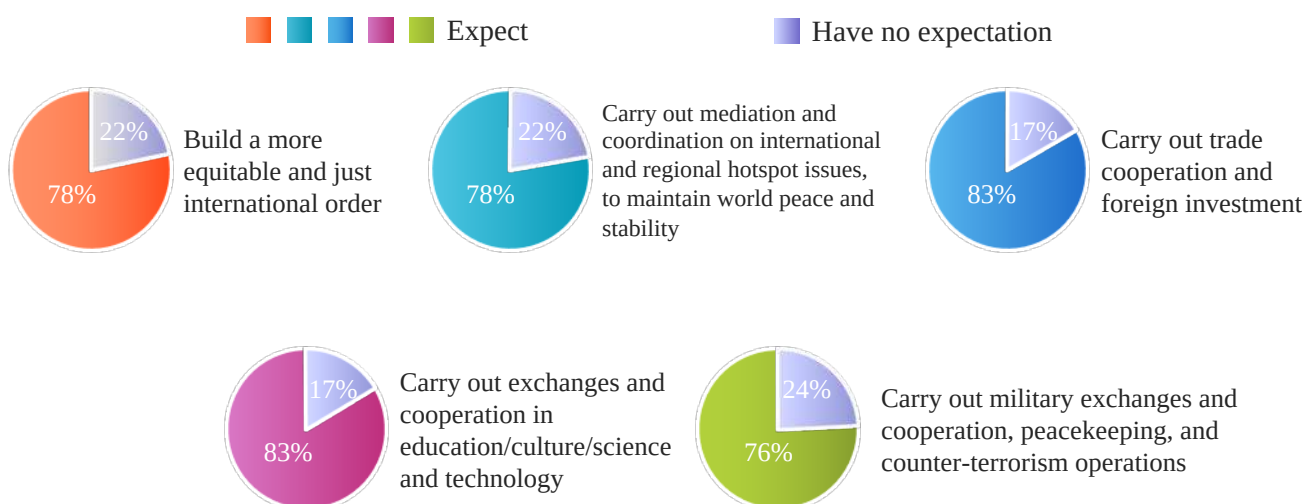 Expect
Have no expectation
22%
78%
Build a more
equitable and just
international order
22%
78%
Carry out mediation and
coordination on international
and regional hotspot issues,
to maintain world peace and
stability
17%
83%
Carry out trade
cooperation and
foreign investment
17%
83%
Carry out exchanges and
cooperation in
education/culture/science
and technology
24%
76%
Carry out military exchanges and
cooperation, peacekeeping, and
counter-terrorism operations